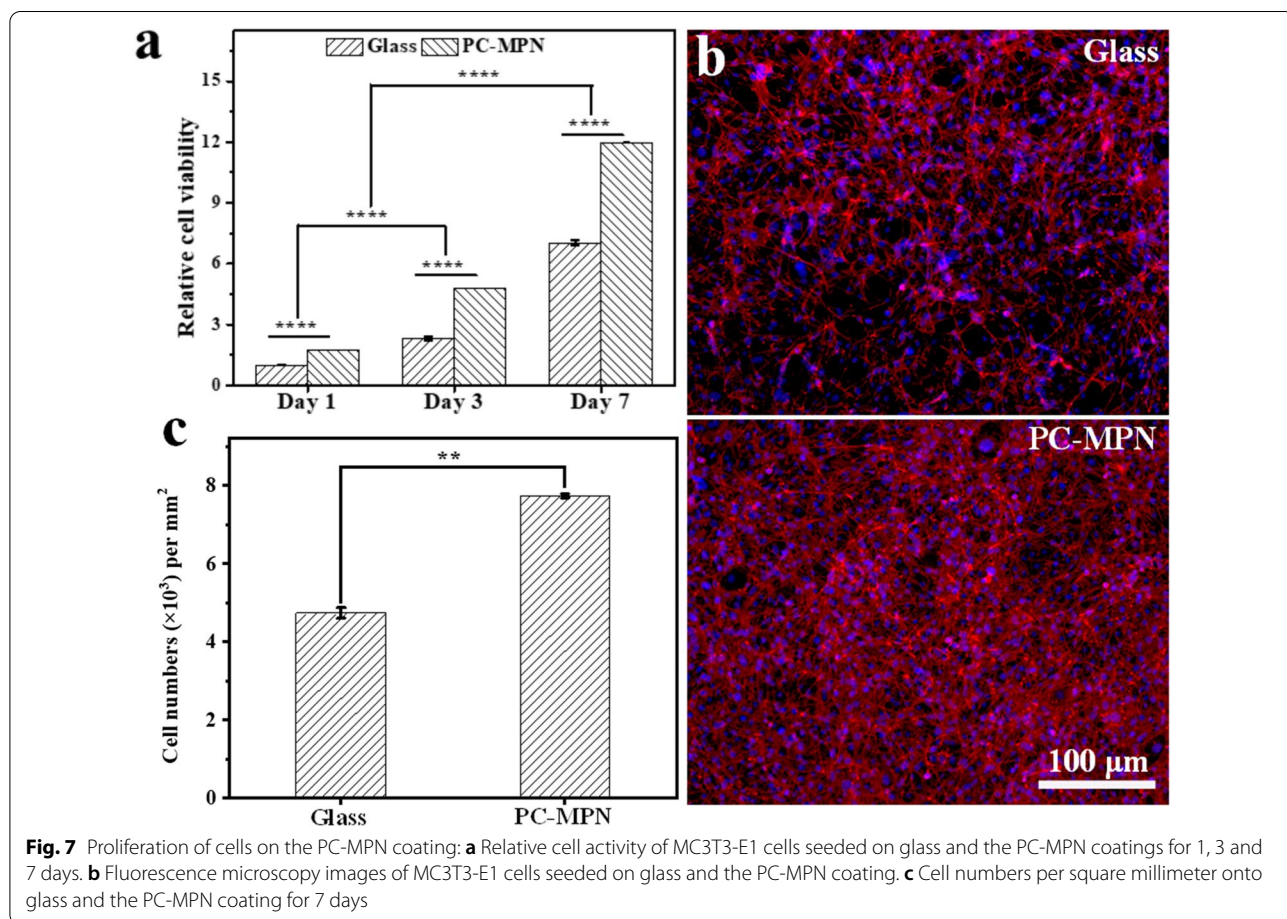 a
Glass PC-MPN
Relative cell viability
15
12
9
6
3
0
****
****
****
****
****
Day 1 Day 3 Day 7
b
Glass
PC-MPN
100 μm
c
Cell numbers (×10³) per mm²
8
6
4
2
0
**
Glass PC-MPN
Fig. 7 Proliferation of cells on the PC-MPN coating: a Relative cell activity of MC3T3-E1 cells seeded on glass and the PC-MPN coatings for 1, 3 and
7 days. b Fluorescence microscopy images of MC3T3-E1 cells seeded on glass and the PC-MPN coating. c Cell numbers per square millimeter onto
glass and the PC-MPN coating for 7 days